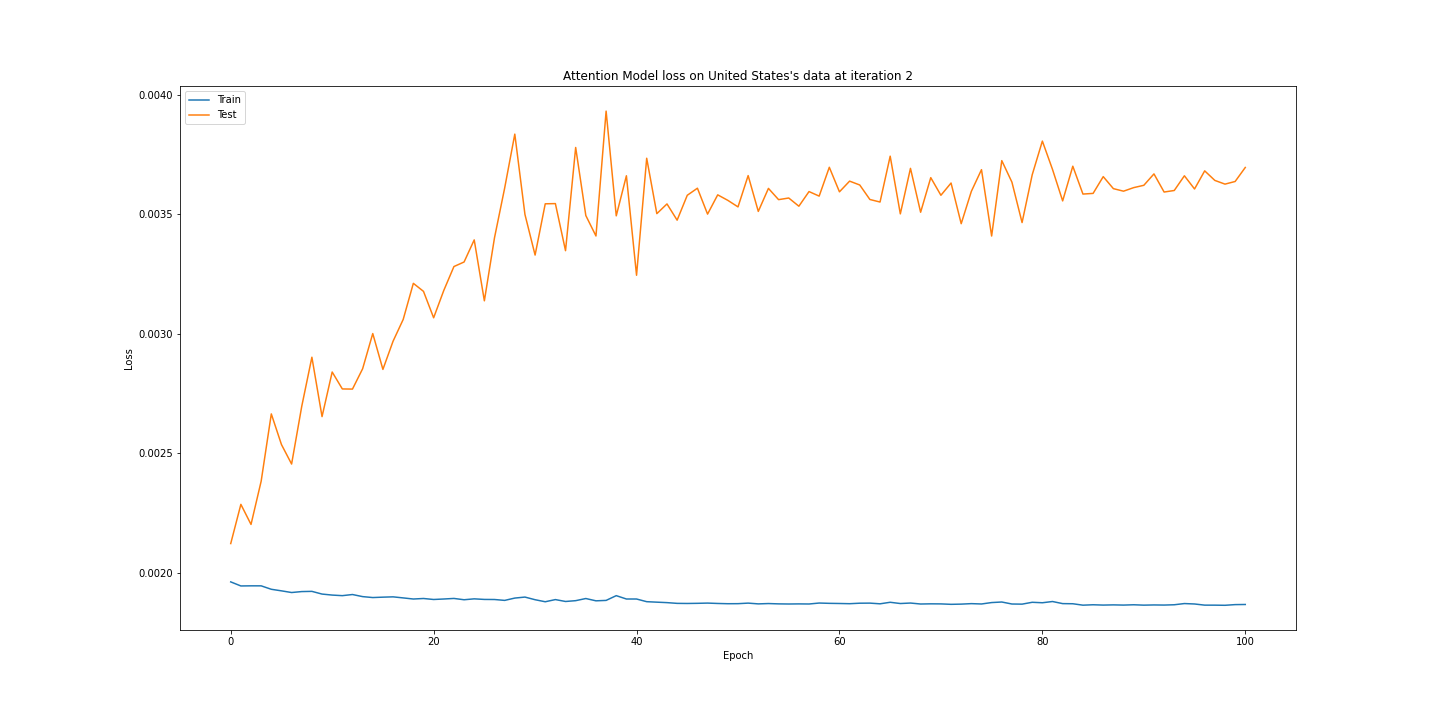 Attention Model loss on United States's data at iteration 2
Train
Test
0.0040
0.0035
0.0030
0.0025
0.0020
Loss
0 20 40 60 80 100
Epoch